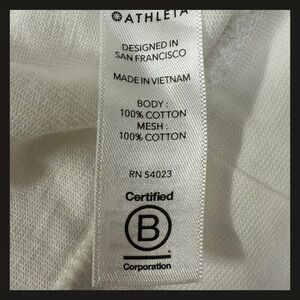 ATHLETA
DESIGNED IN
SAN FRANCISCO
MADE IN VIETNAM
BODY :
100% COTTON
MESH :
100% COTTON
RN 54023
Certified
B
Corporation